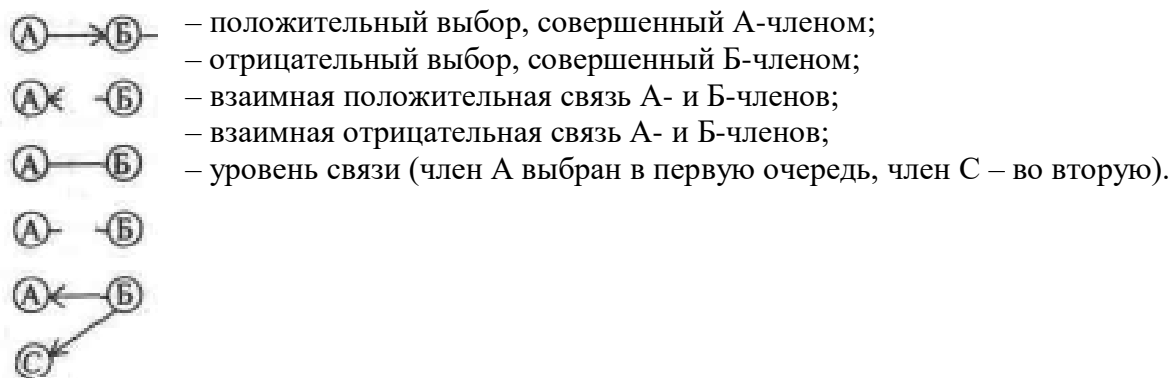 А Б – положительный выбор, совершенный А-членом;
– отрицательный выбор, совершенный Б-членом;
А Б – взаимная положительная связь А- и Б-членов;
– взаимная отрицательная связь А- и Б-членов;
А Б – уровень связи (член А выбран в первую очередь, член С – во вторую).
А Б
А Б
С